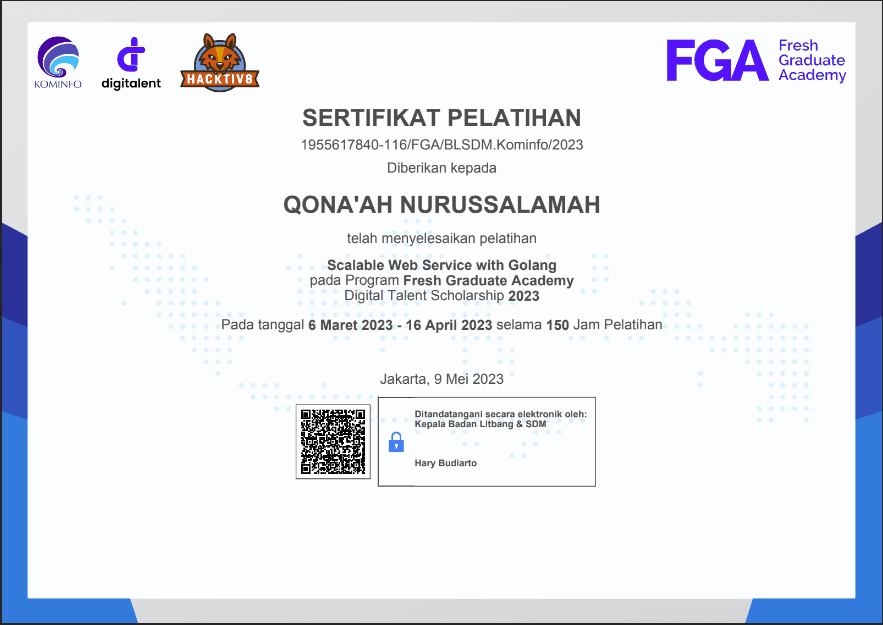 KOMINFO
digitalent
HACKTIV8
FGA
Fresh
Graduate
Academy
SERTIFIKAT PELATIHAN
1955617840-116/FGA/BLSDM.Kominfo/2023
Diberikan kepada
QONA'AH NURUSSALAMAH
telah menyelesaikan pelatihan
Scalable Web Service with Golang
pada Program Fresh Graduate Academy
Digital Talent Scholarship 2023
Pada tanggal 6 Maret 2023 - 16 April 2023 selama 150 Jam Pelatihan
Jakarta, 9 Mei 2023
Ditandatangani secara elektronik oleh:
Kepala Badan Litbang & SDM
Hary Budiarto